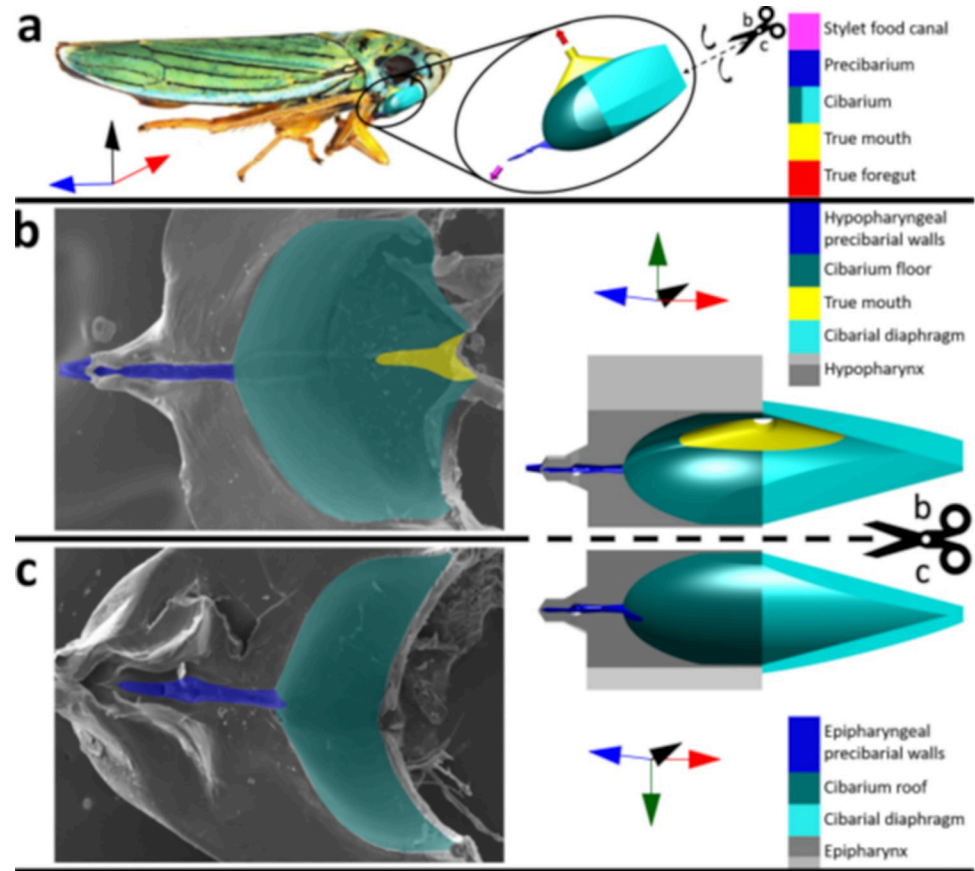 a
b
c
Stylet food canal
Precibarium
Cibarium
True mouth
True foregut
b
Hypopharyngeal
precibarial walls
Cibarium floor
True mouth
Cibarial diaphragm
Hypopharynx
b
c
c
Epipharyngeal
precibarial walls
Cibarium roof
Cibarial diaphragm
Epipharynx